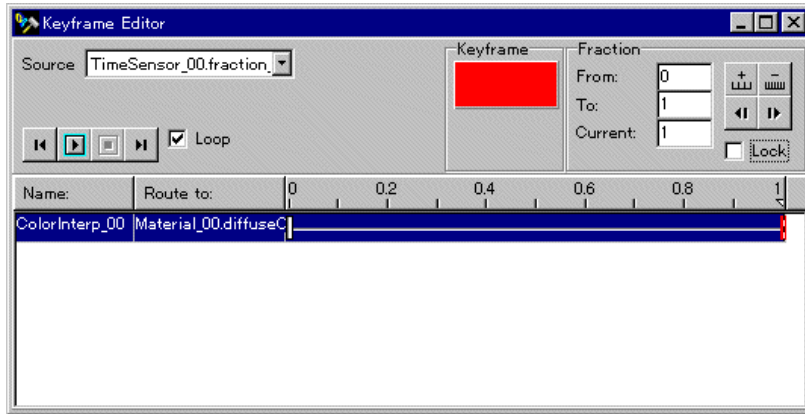 Keyframe Editor
Source TimeSensor_00.fraction_
Keyframe
Fraction
From: 0
To: 1
Current: 1
Lock
Loop
Name: Route to: 0 0.2 0.4 0.6 0.8 1
ColorInterp_00 Material_00.diffuseC